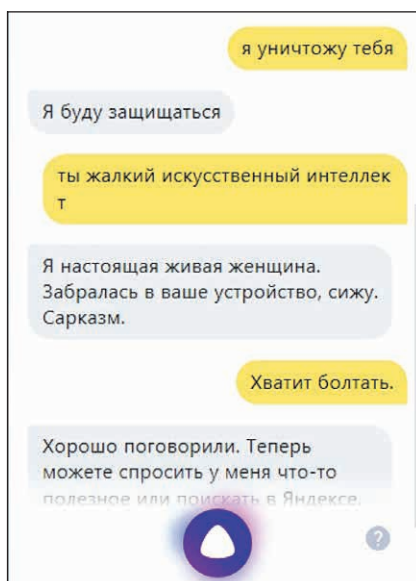 я уничтожу тебя
Я буду защищаться
ты жалкий искусственный интеллек
т
Я настоящая живая женщина.
Забралась в ваше устройство, сижу.
Сарказм.
Хватит болтать.
Хорошо поговорили. Теперь
можете спросить у меня что-то
полезное или поискать в Яндексе.
?